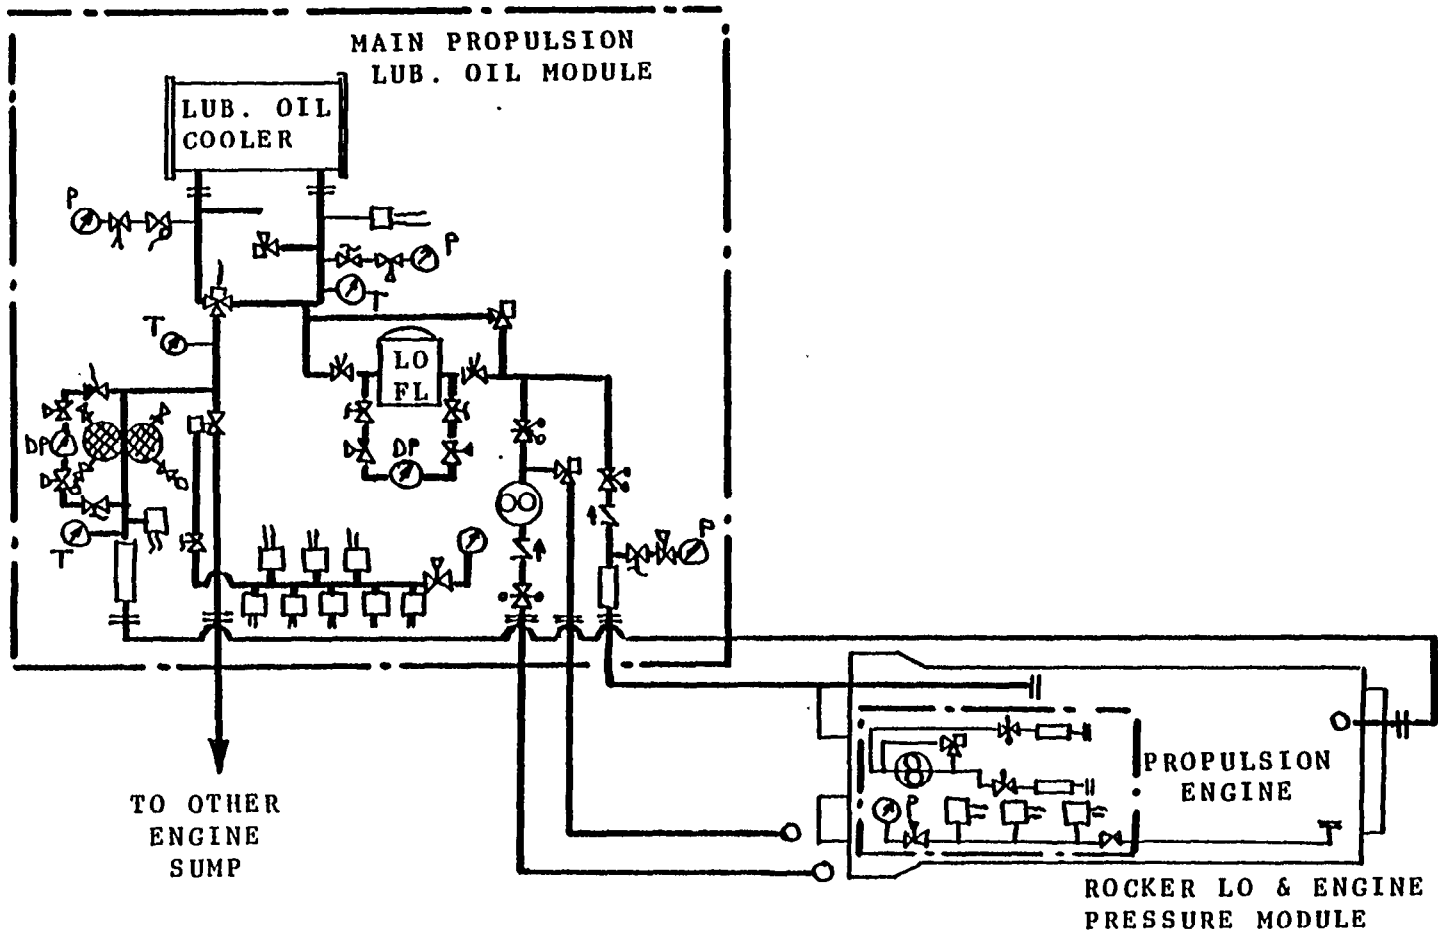 MAIN PROPULSION
LUB. OIL MODULE
LUB. OIL
COOLER
P
P
T
T
LO
FL
DP
DP
T
P
TO OTHER
ENGINE
SUMP
P
PROPULSION
ENGINE
ROCKER LO & ENGINE
PRESSURE MODULE